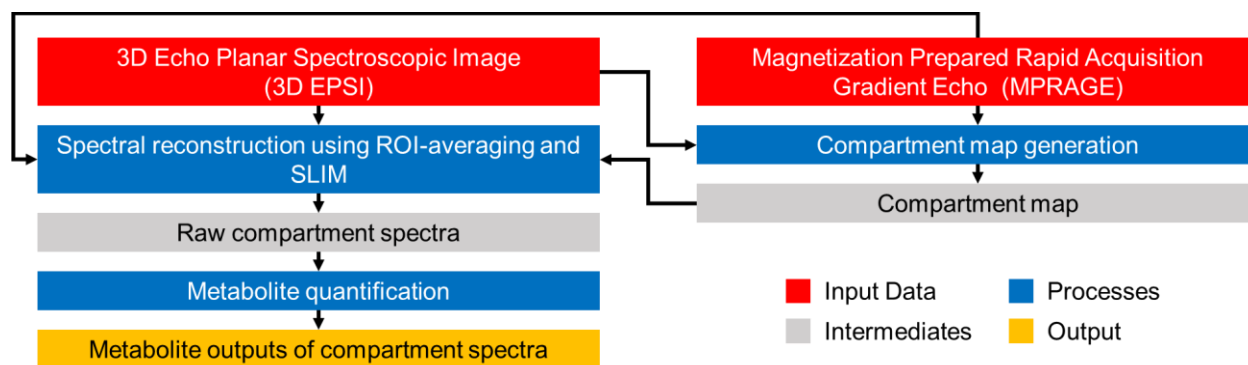 3D Echo Planar Spectroscopic Image
(3D EPSI)
Spectral reconstruction using ROI-averaging and
SLIM
Raw compartment spectra
Metabolite quantification
Metabolite outputs of compartment spectra
Magnetization Prepared Rapid Acquisition
Gradient Echo (MPRAGE)
Compartment map generation
Compartment map
Input Data
Processes
Intermediates
Output